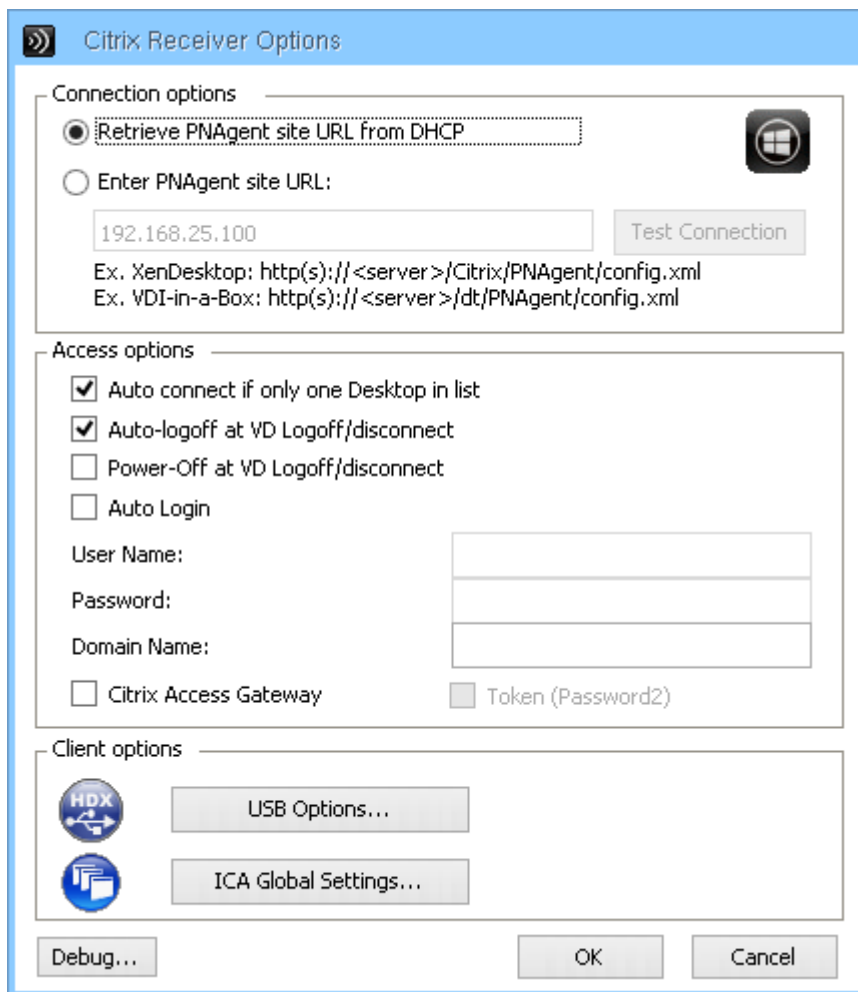 Citrix Receiver Options
Connection options
Retrieve PNAgent site URL from DHCP
Enter PNAgent site URL:
192.168.25.100
Test Connection
Ex. XenDesktop: http(s)://<server>/Citrix/PNAgent/config.xml
Ex. VDI-in-a-Box: http(s)://<server>/dt/PNAgent/config.xml
Access options
Auto connect if only one Desktop in list
Auto-logoff at VD Logoff/disconnect
Power-Off at VD Logoff/disconnect
Auto Login
User Name:
Password:
Domain Name:
Citrix Access Gateway
Token (Password2)
Client options
HDX
USB Options...
ICA Global Settings...
Debug...
OK
Cancel